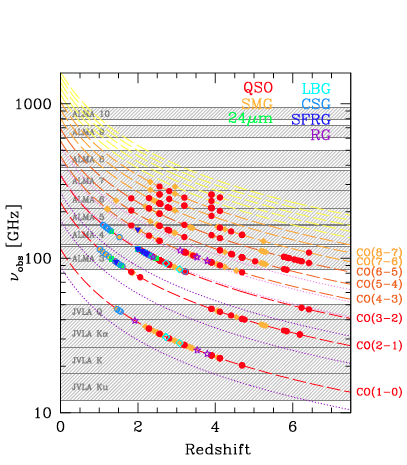 QSO LBG
SMG CSG
24μm SFRG
RG
1000
100
10
ν_obs [GHz]
ALMA 10
ALMA 9
ALMA 8
ALMA 7
ALMA 6
ALMA 5
ALMA 4
ALMA 3
JVLA Q
JVLA Ka
JVLA K
JVLA Ku
CO(8-7)
CO(7-6)
CO(6-5)
CO(5-4)
CO(4-3)
CO(3-2)
CO(2-1)
CO(1-0)
0 2 4 6
Redshift